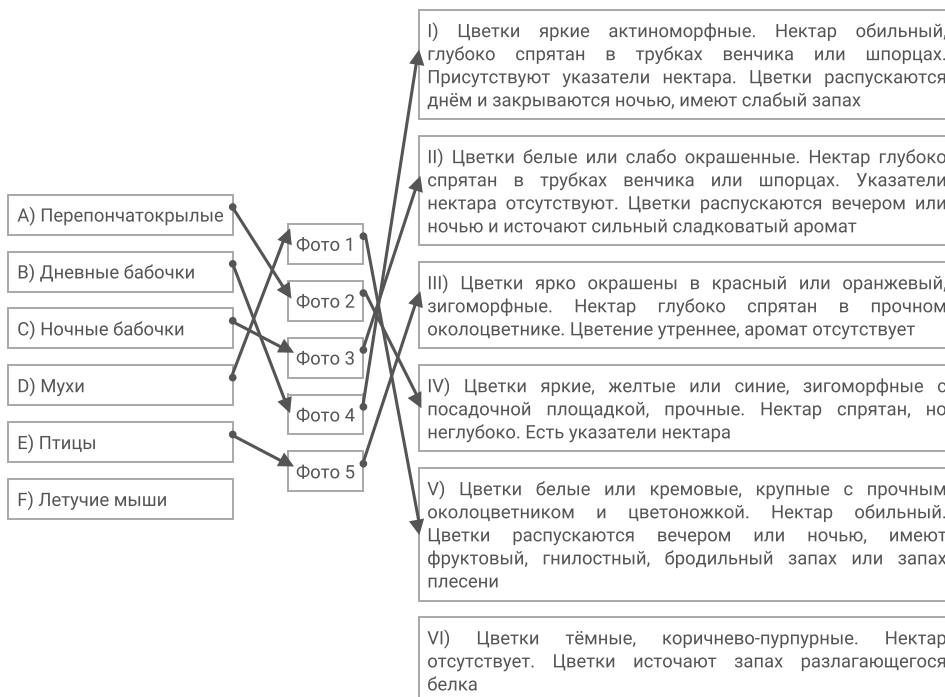 A) Перепончатокрылые
B) Дневные бабочки
C) Ночные бабочки
D) Мухи
E) Птицы
F) Летучие мыши
Фото 1
Фото 2
Фото 3
Фото 4
Фото 5
I) Цветки яркие актиноморфные. Нектар обильный,
глубоко спрятан в трубках венчика или шпорцах.
Присутствуют указатели нектара. Цветки распускаются
днём и закрываются ночью, имеют слабый запах
II) Цветки белые или слабо окрашенные. Нектар глубоко
спрятан в трубках венчика или шпорцах. Указатели
нектара отсутствуют. Цветки распускаются вечером или
ночью и источают сильный сладковатый аромат
III) Цветки ярко окрашены в красный или оранжевый,
зигоморфные. Нектар глубоко спрятан в прочном
околоцветнике. Цветение утреннее, аромат отсутствует
IV) Цветки яркие, желтые или синие, зигоморфные с
посадочной площадкой, прочные. Нектар спрятан, но
неглубоко. Есть указатели нектара
V) Цветки белые или кремовые, крупные с прочным
околоцветником и цветоножкой. Нектар обильный.
Цветки распускаются вечером или ночью, имеют
фруктовый, гнилостный, бродильный запах или запах
плесени
VI) Цветки тёмные, коричнево-пурпурные. Нектар
отсутствует. Цветки источают запах разлагающегося
белка